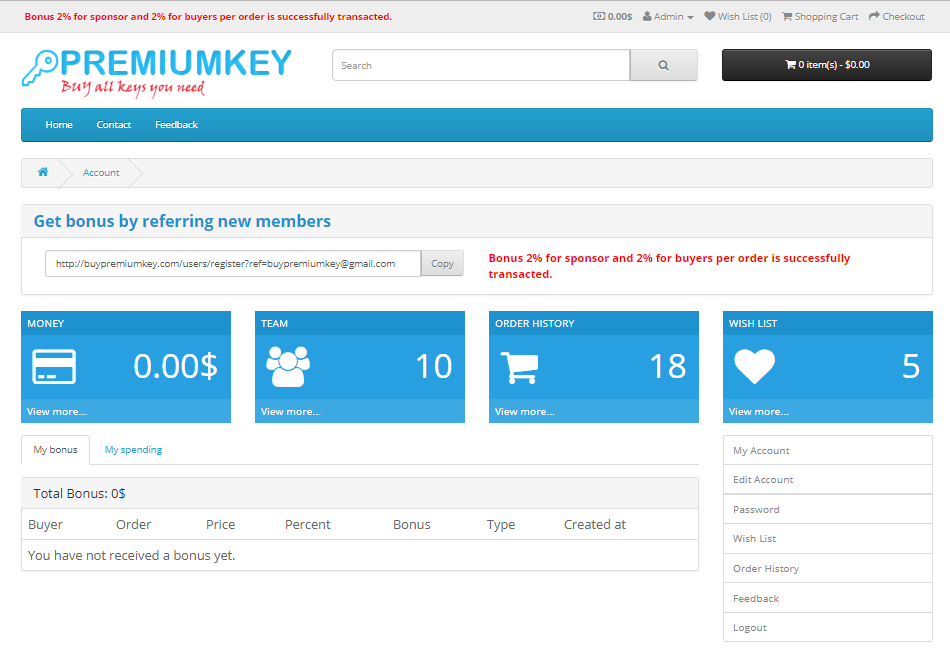 Bonus 2% for sponsor and 2% for buyers per order is successfully transacted.
0.00$ Admin Wish List (0) Shopping Cart Checkout
PREMIUMKEY
Buy all keys you need
Search
0 item(s) - $0.00
Home Contact Feedback
Account
Get bonus by referring new members
http://buypremiumkey.com/users/register?ref=buypremiumkey@gmail.com Copy
Bonus 2% for sponsor and 2% for buyers per order is successfully
transacted.
MONEY
0.00$
View more...
TEAM
10
View more...
ORDER HISTORY
18
View more...
WISH LIST
5
View more...
My bonus My spending
Total Bonus: 0$
Buyer Order Price Percent Bonus Type Created at
You have not received a bonus yet.
My Account
Edit Account
Password
Wish List
Order History
Feedback
Logout